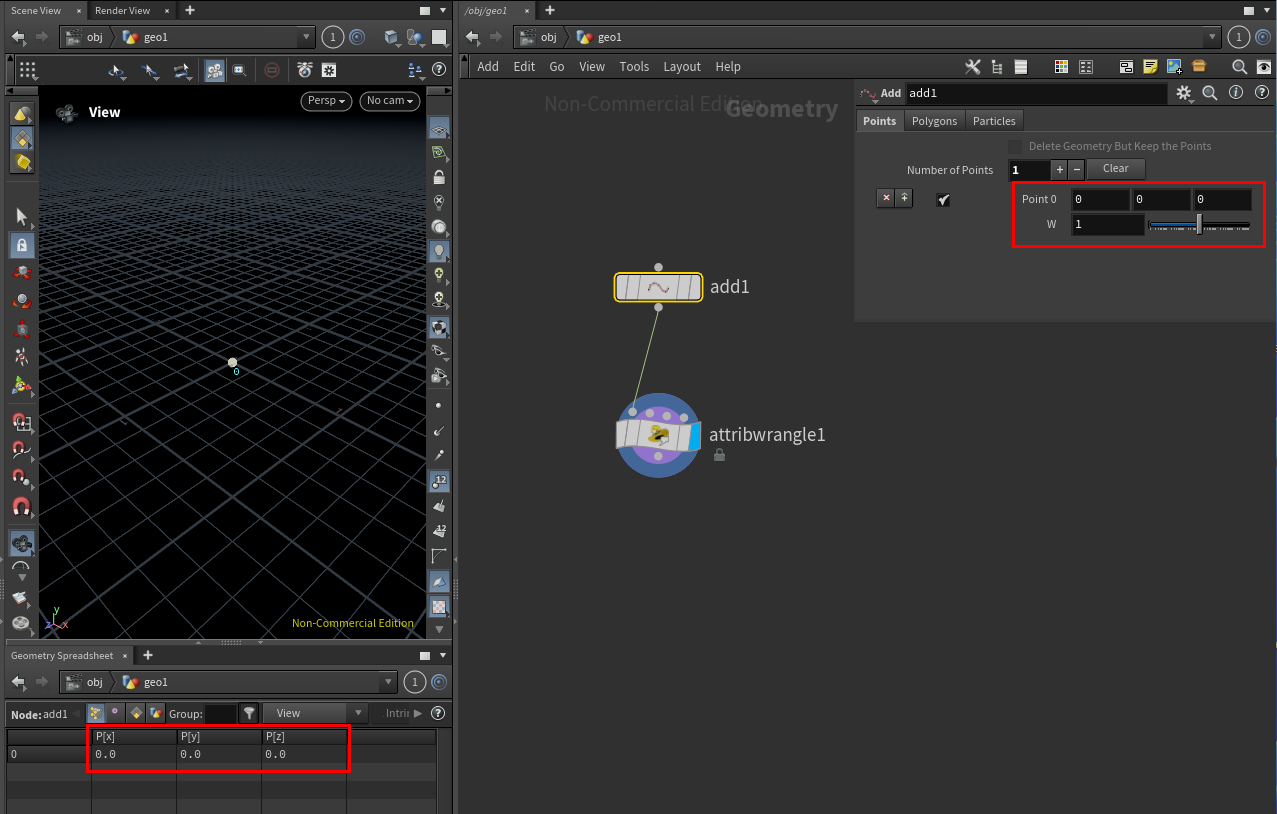 Scene View × Render View × +
obj geo1 1
View
Persp
No cam
0
12
12
y
z x
Non-Commercial Edition
Geometry Spreadsheet × +
obj geo1 1
Node: add1 Group: View Intri
P[x] P[y] P[z]
0 0.0 0.0 0.0
/obj/geo1 × +
obj geo1 1
Add Edit Go View Tools Layout Help
Non-Commercial Edition
Geometry
add1
attribwrangle1
Add add1
Points Polygons Particles
Delete Geometry But Keep the Points
Number of Points 1 + − Clear
Point 0 0 0 0
W 1